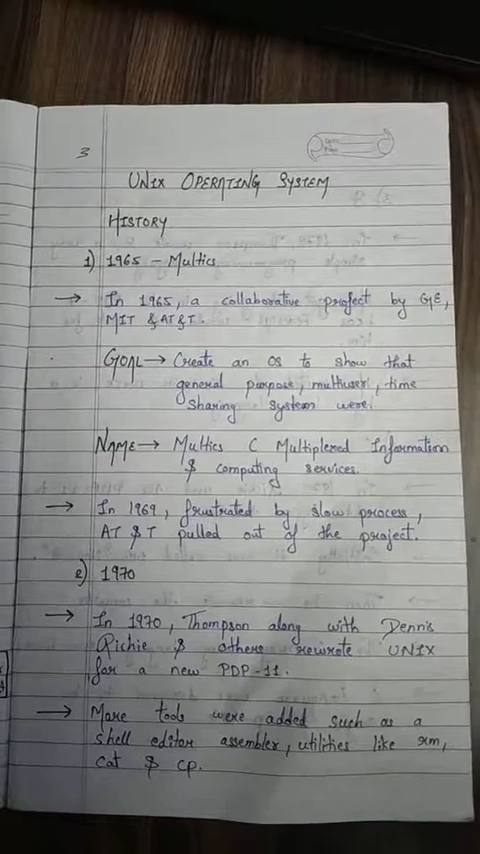 3
UNIX OPERATING SYSTEM
HISTORY
1) 1965 - Multics
→ In 1965, a collaborative project by GE,
MIT & AT&T.
GOAL → Create an OS to show that
general purpose, multiuser, time
sharing system were.
NAME → Multics C Multiplexed Information
& computing services.
→ In 1969, frustrated by slow process,
AT & T pulled out of the project.
2) 1970
→ In 1970, Thompson along with Dennis
Richie & others rewrote UNIX
for a new PDP-11.
→ More tools were added such as a
shell editor assembler, utilities like rm,
cat & cp.